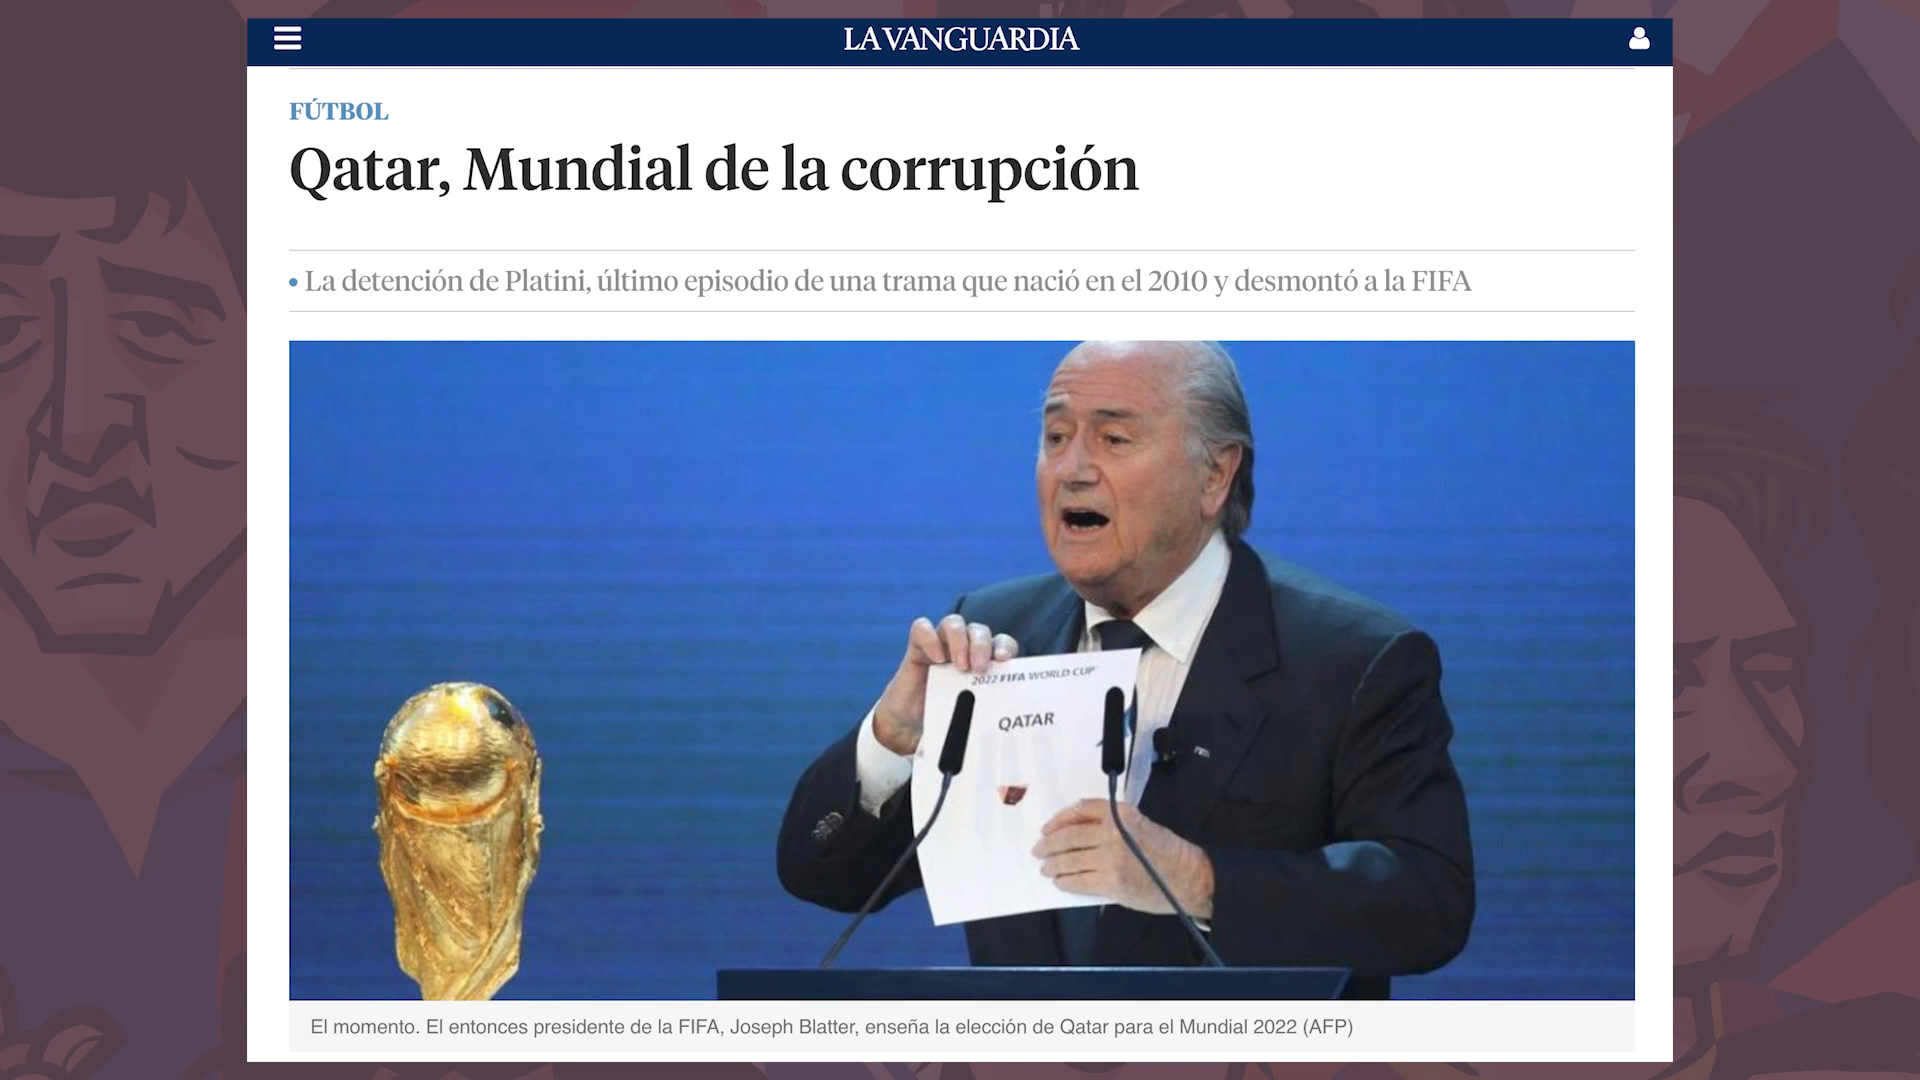 LA VANGUARDIA
FÚTBOL
Qatar, Mundial de la corrupción
• La detención de Platini, último episodio de una trama que nació en el 2010 y desmontó a la FIFA
2022 FIFA WORLD CUP
QATAR
FIFA
El momento. El entonces presidente de la FIFA, Joseph Blatter, enseña la elección de Qatar para el Mundial 2022 (AFP)